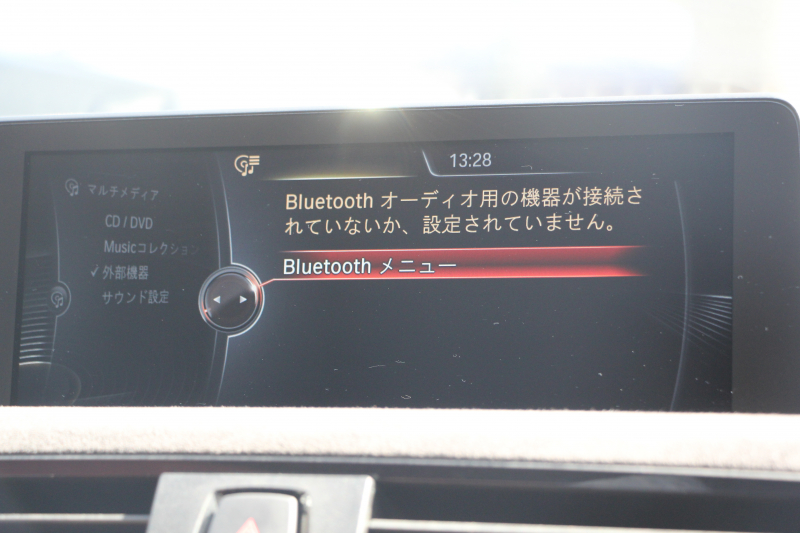 13:28
マルチメディア
CD / DVD
Musicコレクション
✓外部機器
サウンド設定
Bluetooth オーディオ用の機器が接続さ
れていないか、設定されていません。
Bluetooth メニュー